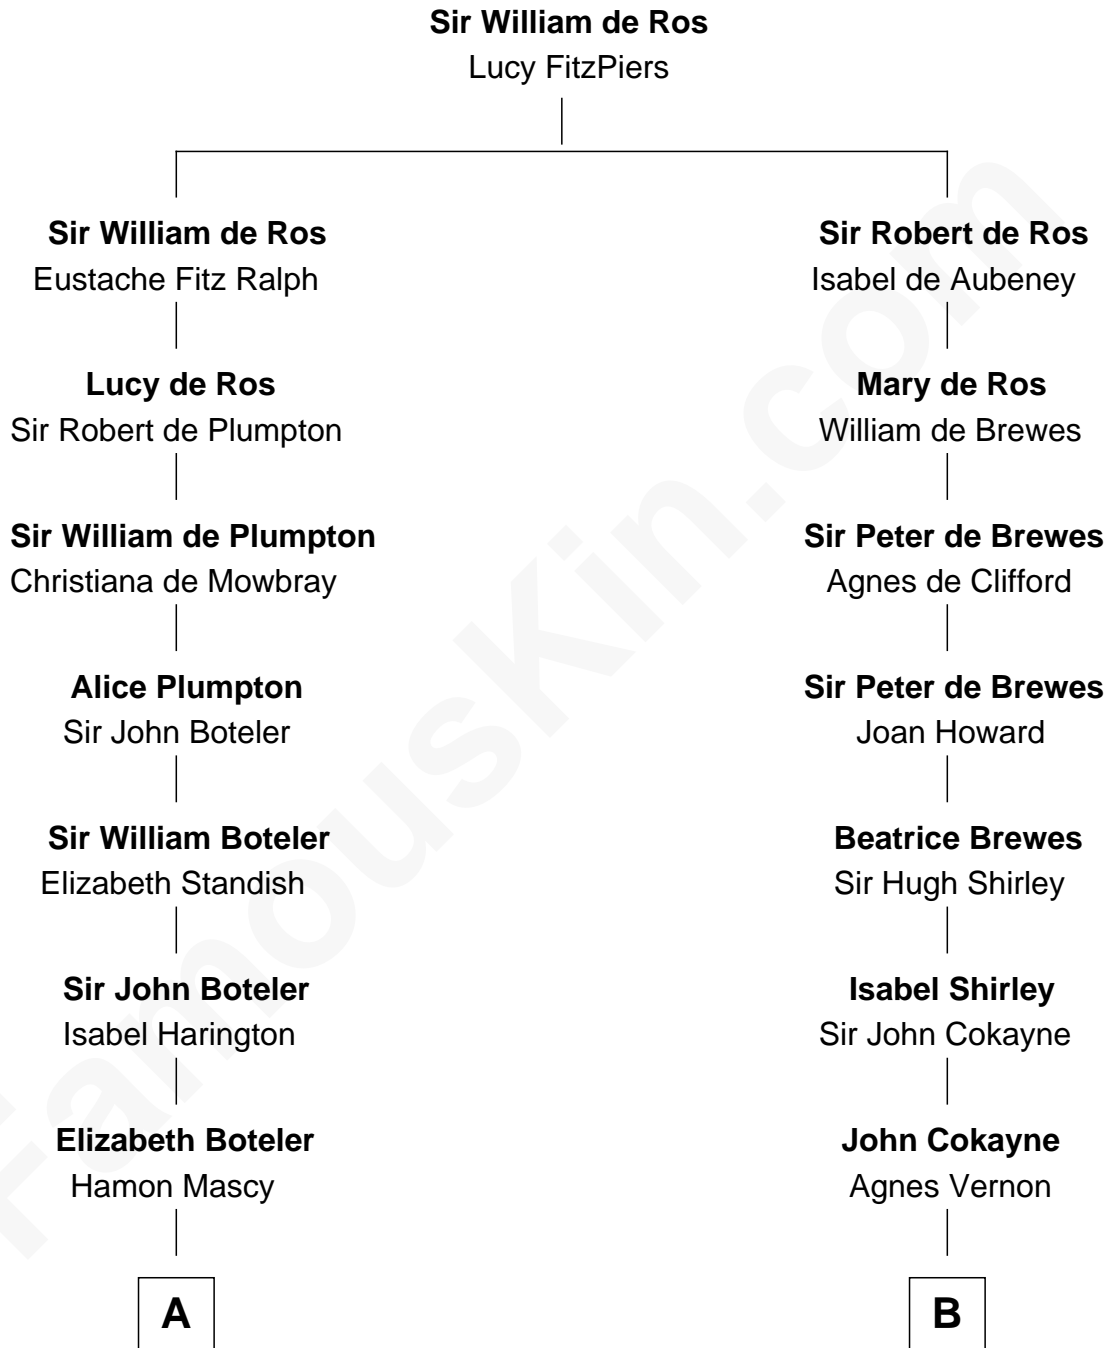 Sir William de Ros
Lucy FitzPiers
Sir William de Ros
Eustache Fitz Ralph
Sir Robert de Ros
Isabel de Aubeney
Lucy de Ros
Sir Robert de Plumpton
Mary de Ros
William de Brewes
Sir William de Plumpton
Christiana de Mowbray
Sir Peter de Brewes
Agnes de Clifford
Alice Plumpton
Sir John Boteler
Sir Peter de Brewes
Joan Howard
Sir William Boteler
Elizabeth Standish
Beatrice Brewes
Sir Hugh Shirley
Sir John Boteler
Isabel Harington
Isabel Shirley
Sir John Cokayne
Elizabeth Boteler
Hamon Mascy
John Cokayne
Agnes Vernon
A
B
FamousKin.com